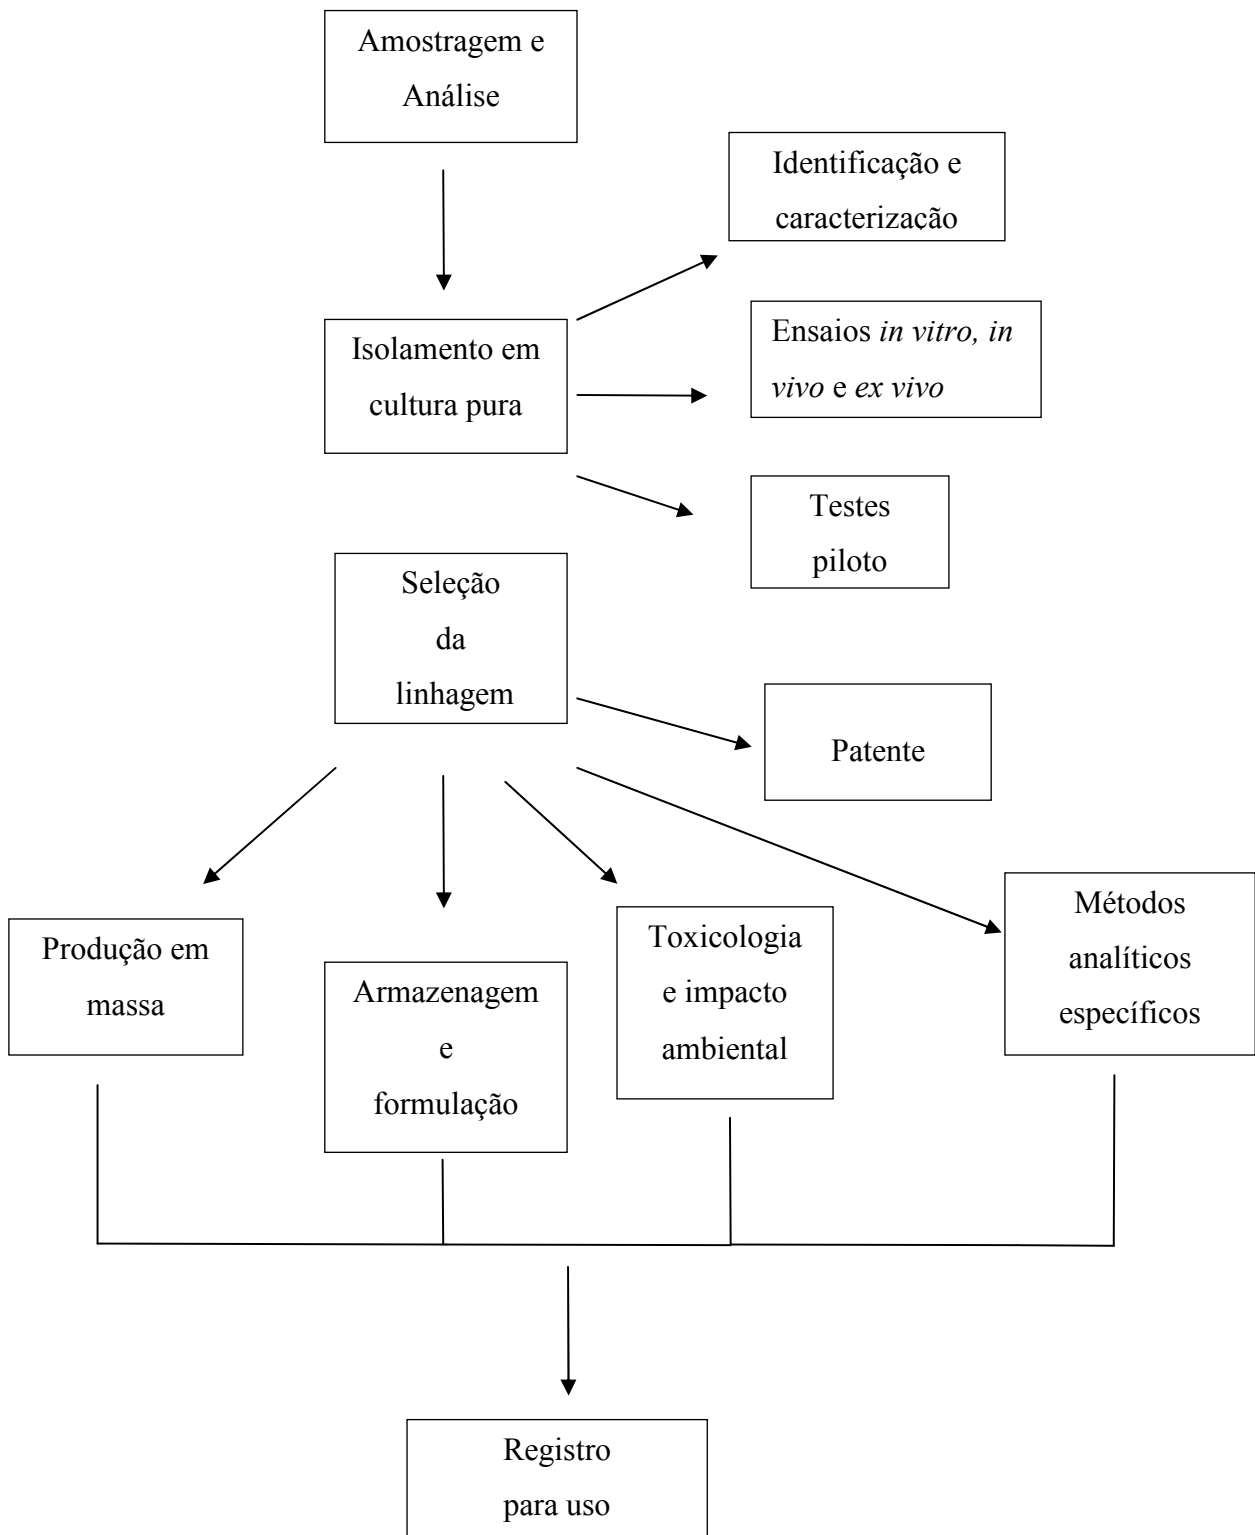 Amostragem e
Análise
Identificação e
caracterização
Isolamento em
cultura pura
Ensaios in vitro, in
vivo e ex vivo
Testes
piloto
Seleção
da
linhagem
Patente
Produção em
massa
Armazenagem
e
formulação
Toxicologia
e impacto
ambiental
Métodos
analíticos
específicos
Registro
para uso